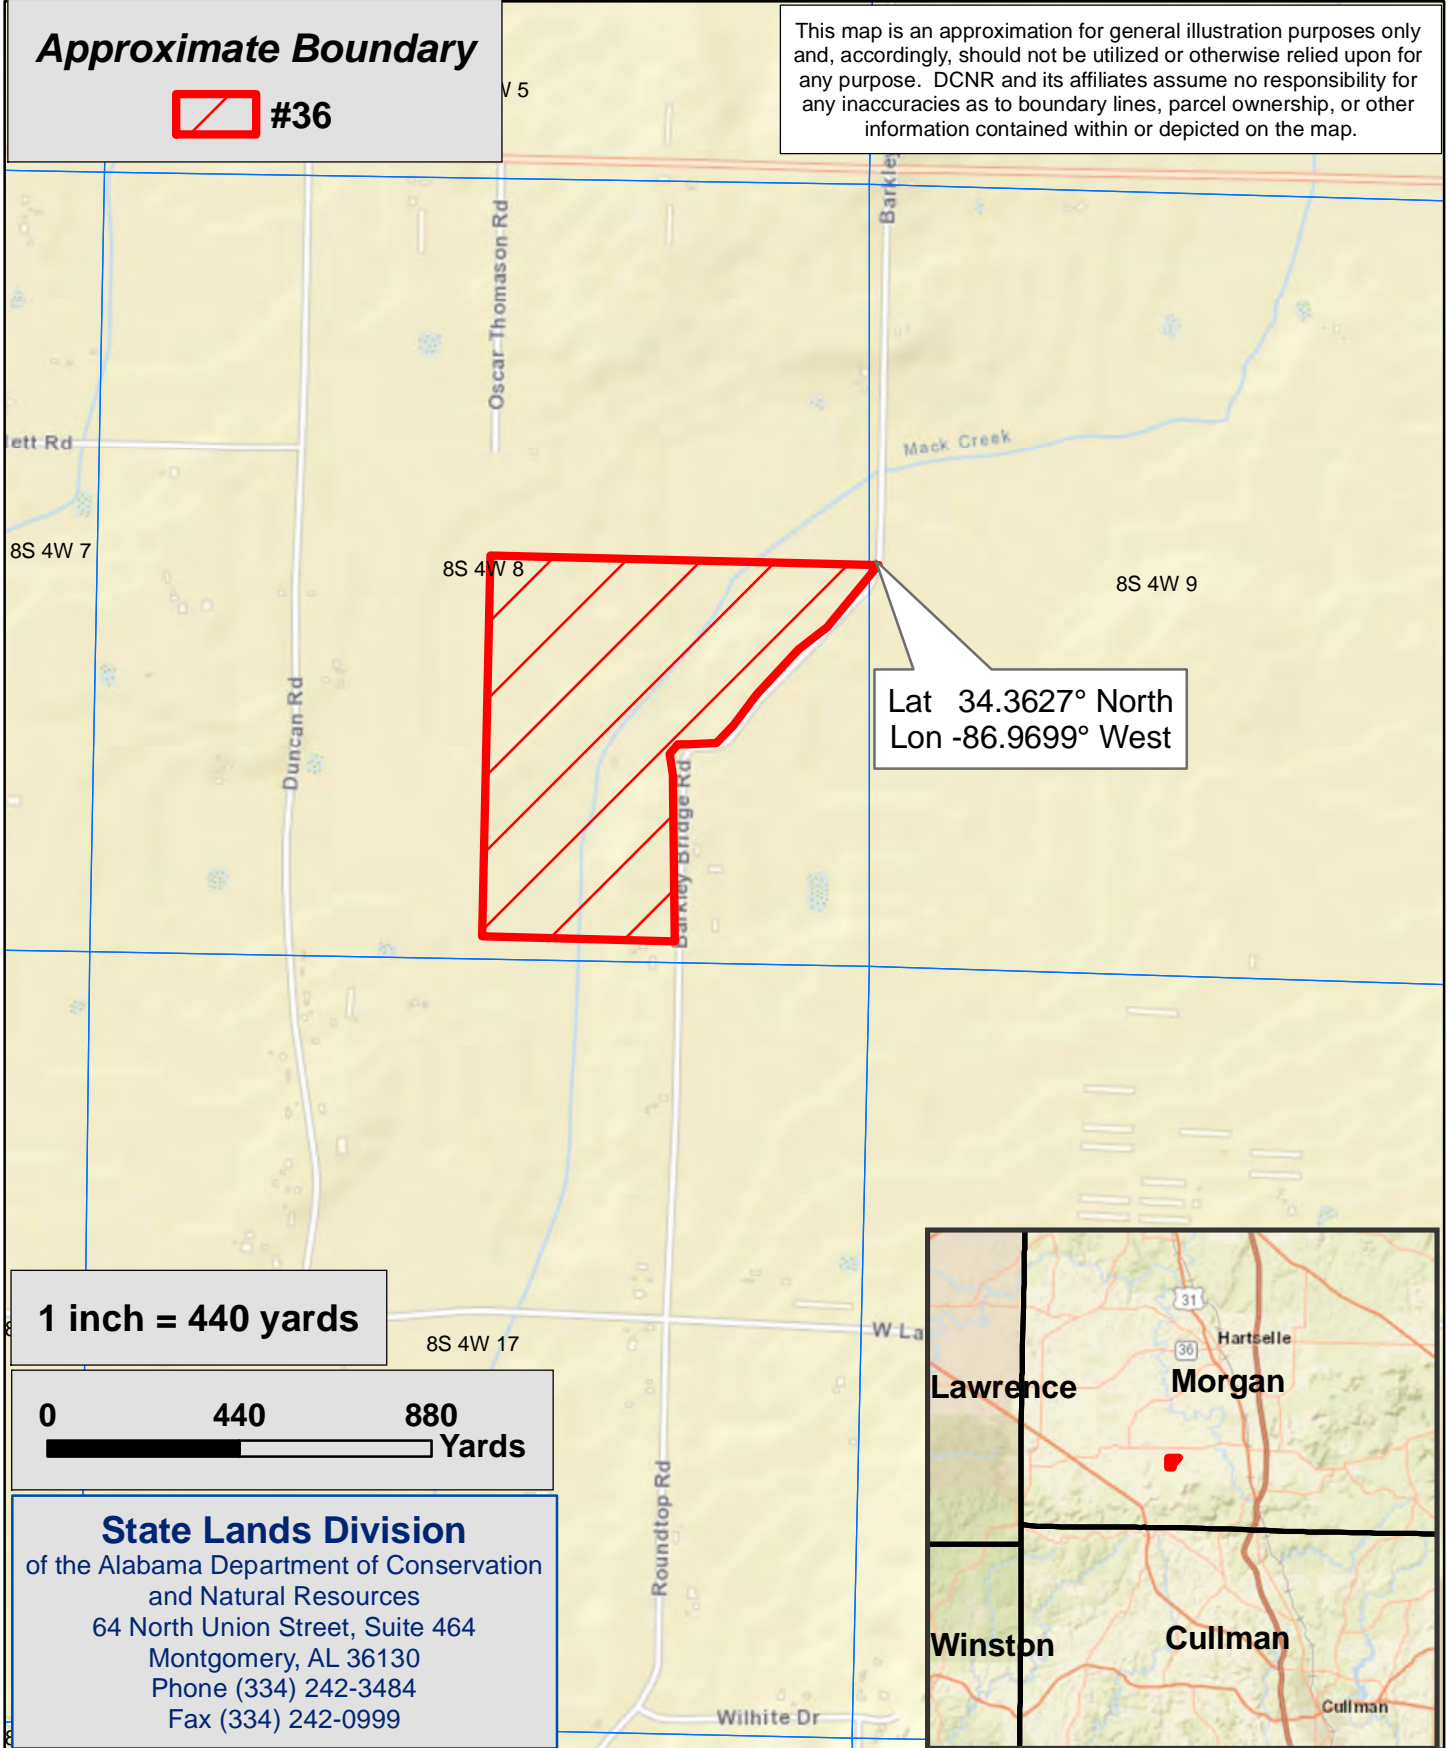 Approximate Boundary
#36
This map is an approximation for general illustration purposes only
and, accordingly, should not be utilized or otherwise relied upon for
any purpose.  DCNR and its affiliates assume no responsibility for
any inaccuracies as to boundary lines, parcel ownership, or other
information contained within or depicted on the map.
5
Barkley
Oscar Thomason Rd
Mack Creek
Rd
8S 4W 7
8S 4W 8
8S 4W 9
Lat 34.3627° North
Lon -86.9699° West
Duncan Rd
Barkley Bridge Rd
1 inch = 440 yards
8S 4W 17
W La
0 440 880
Yards
Roundtop Rd
State Lands Division
of the Alabama Department of Conservation
and Natural Resources
64 North Union Street, Suite 464
Montgomery, AL 36130
Phone (334) 242-3484
Fax (334) 242-0999
Wilhite Dr
31
Hartselle
36
Lawrence
Morgan
Winston
Cullman
Cullman